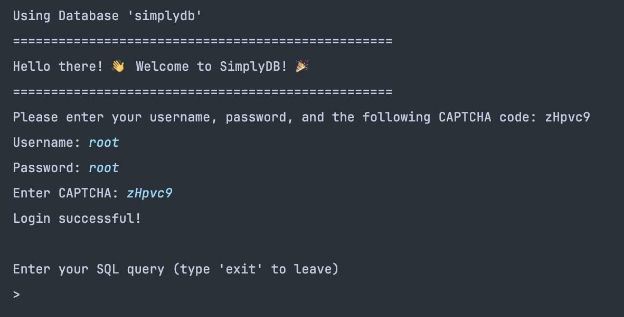 Using Database 'simplydb'
==================================================
Hello there! 👋 Welcome to SimplyDB! 🎉
==================================================
Please enter your username, password, and the following CAPTCHA code: zHpvc9
Username: root
Password: root
Enter CAPTCHA: zHpvc9
Login successful!
Enter your SQL query (type 'exit' to leave)
>